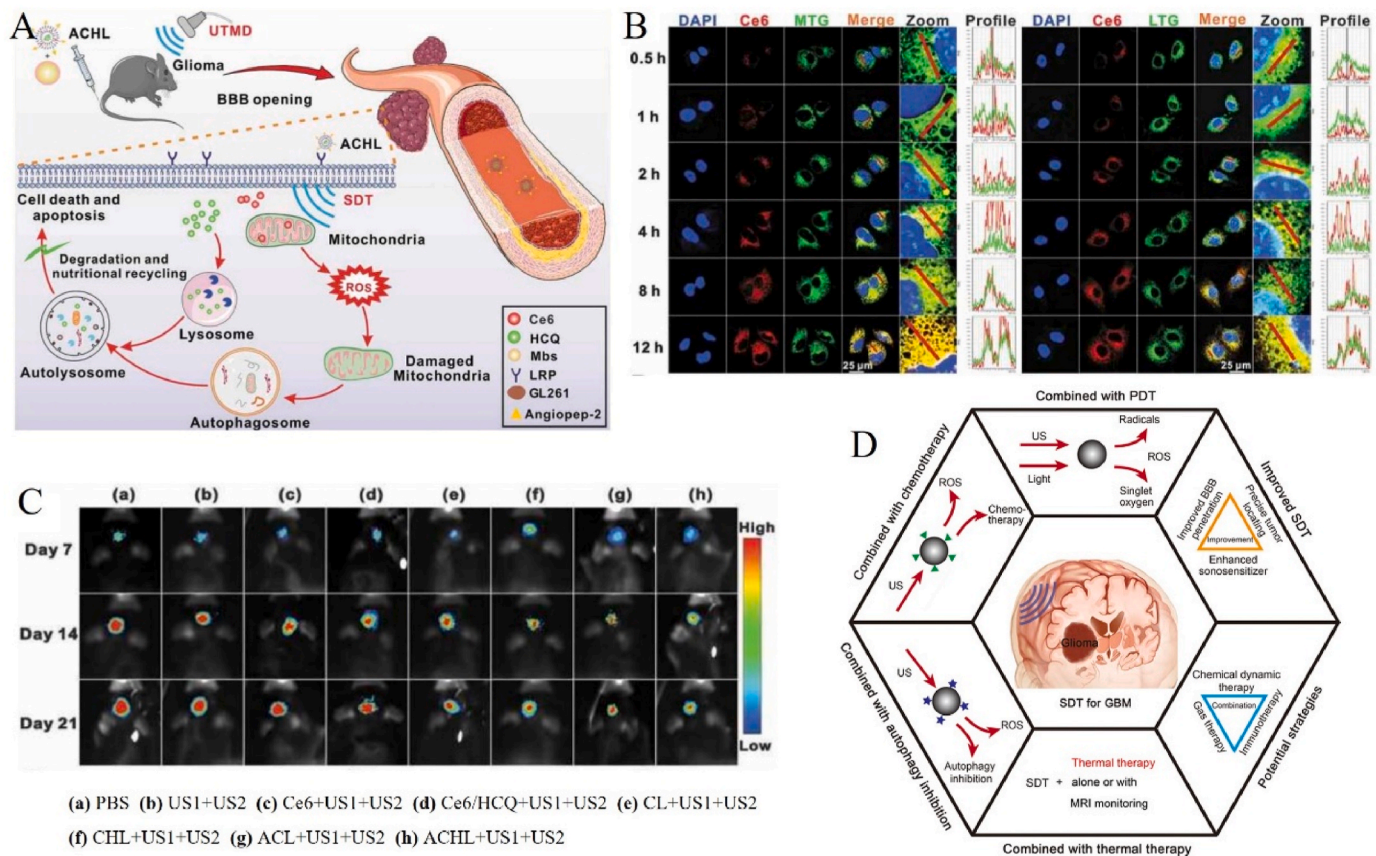 A
ACHL
+
UTMD
Glioma
BBB opening
LRP
ACHL
Cell death and
apoptosis
SDT
Mitochondria
Degradation and
nutritional recycling
ROS
Lysosome
Autolysosome
Damaged
Mitochondria
Autophagosome
Ce6
HCQ
Mbs
LRP
GL261
Angiopep-2
B
DAPI Ce6 MTG Merge Zoom Profile DAPI Ce6 LTG Merge Zoom Profile
0.5 h
1 h
2 h
4 h
8 h
12 h
25 µm 25 µm
C
(a) (b) (c) (d) (e) (f) (g) (h)
Day 7
Day 14
Day 21
High
Low
(a) PBS (b) US1+US2 (c) Ce6+US1+US2 (d) Ce6/HCQ+US1+US2 (e) CL+US1+US2
(f) CHL+US1+US2 (g) ACL+US1+US2 (h) ACHL+US1+US2
D
Combined with PDT
US
Light
Radicals
ROS
Singlet
oxygen
Improved SDT
Improved BBB
penetration
Precise tumor
locating
Improvement
Enhanced
sonosensitizer
Potential strategies
Chemical dynamic
therapy
Combination
Gas therapy
Immunotherapy
Combined with thermal therapy
Thermal therapy
SDT + alone or with
MRI monitoring
Combined with autophagy inhibition
US
ROS
Autophagy
inhibition
Combined with chemotherapy
ROS
Chemo-
therapy
US
Glioma
SDT for GBM